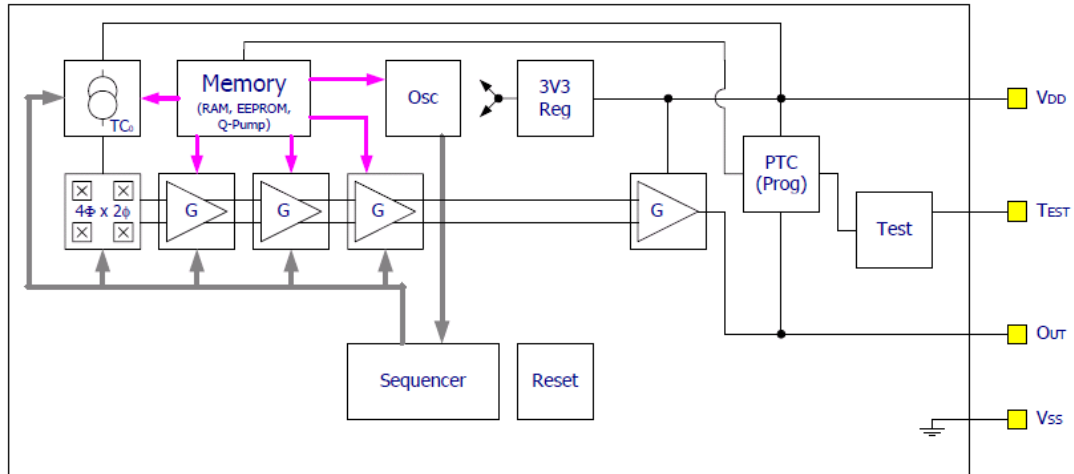 Memory
(RAM, EEPROM,
Q-Pump)
Osc
3V3
Reg
VDD
TC0
PTC
(Prog)
4Φ x 2ϕ
G
G
G
G
Test
TEST
OUT
Sequencer
Reset
VSS